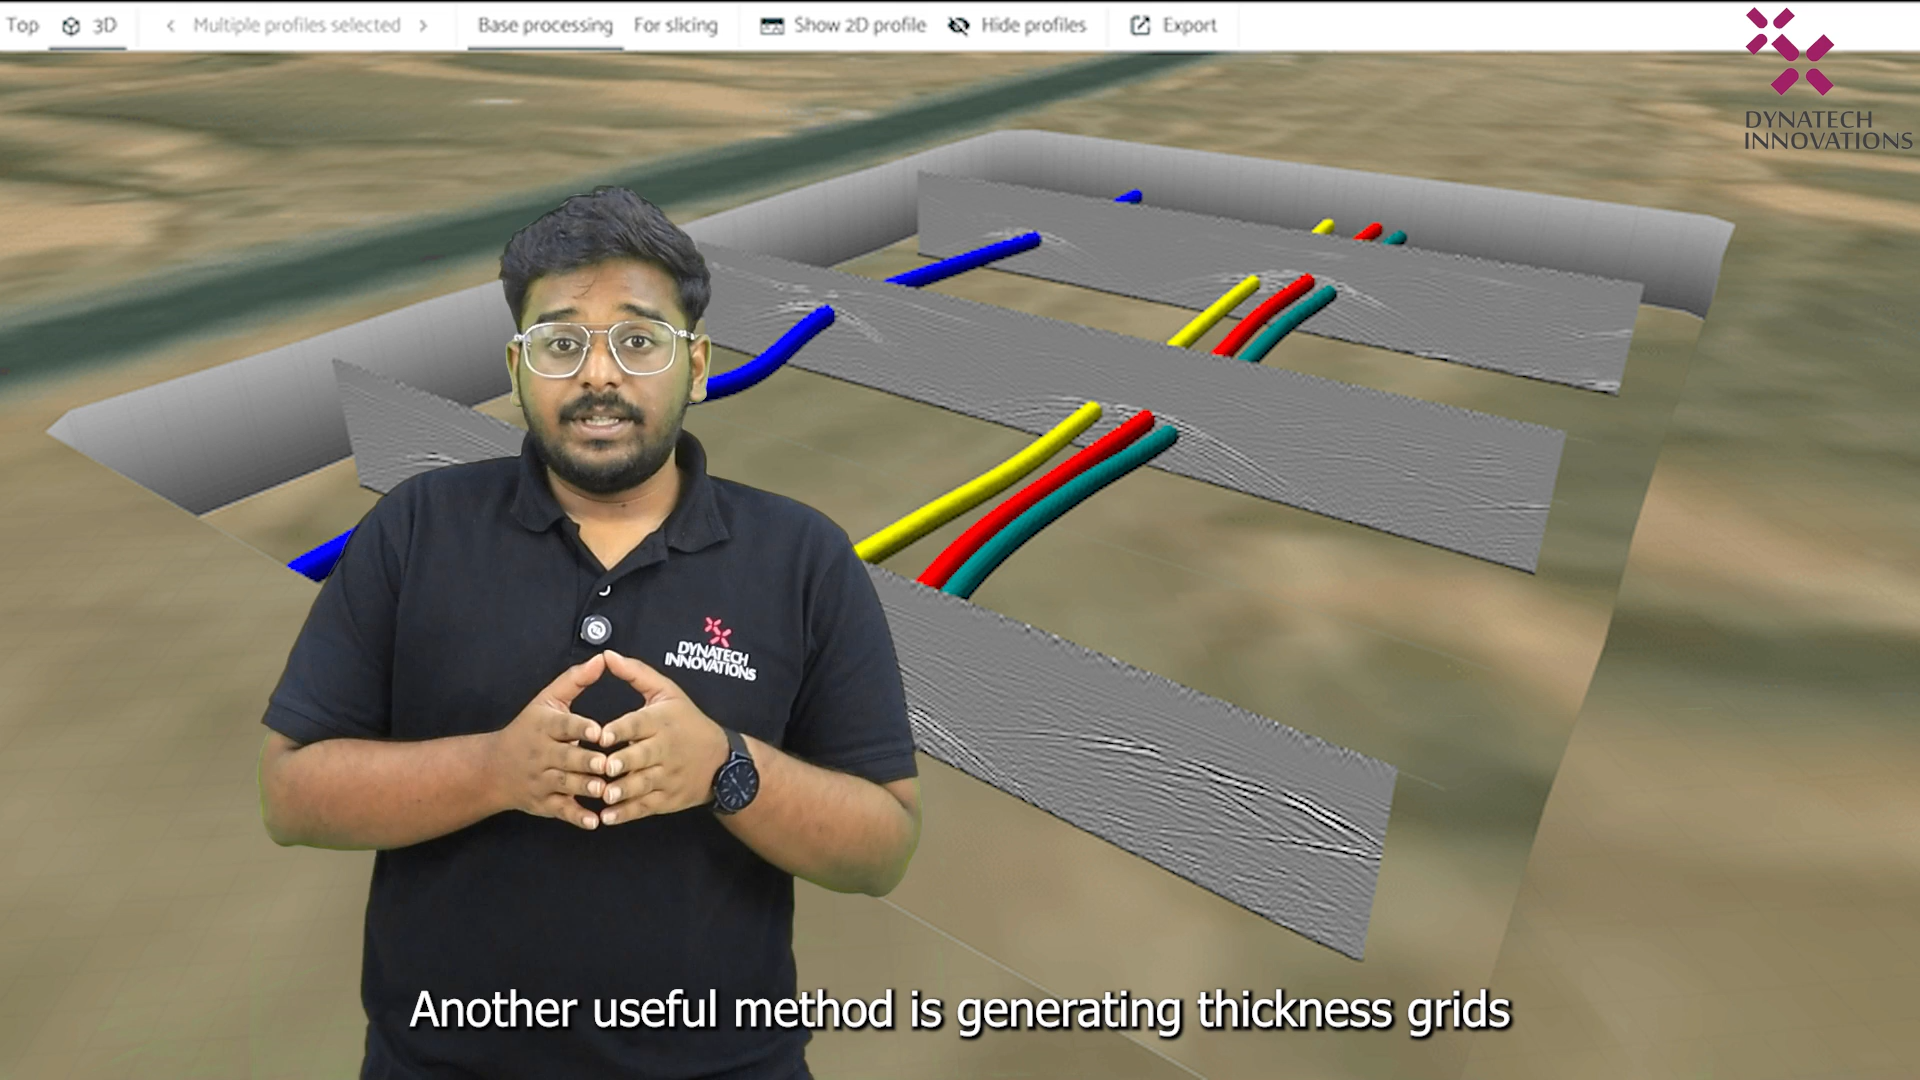 Top 3D Multiple profiles selected Base processing For slicing Show 2D profile Hide profiles Export
DYNATECH
INNOVATIONS
DYNATECH
INNOVATIONS
Another useful method is generating thickness grids